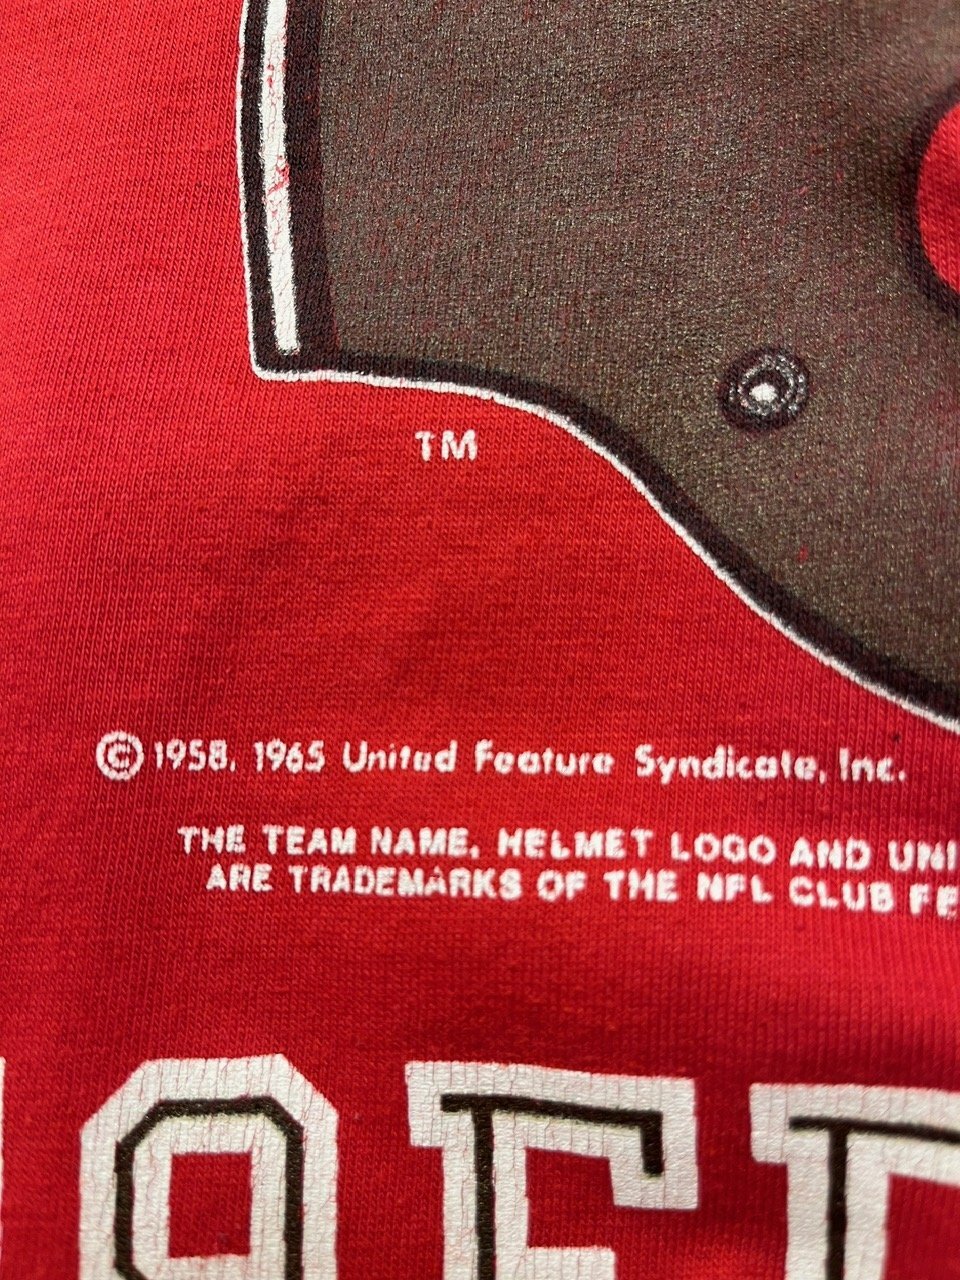 TM
© 1958, 1965 United Feature Syndicate, Inc.
THE TEAM NAME, HELMET LOGO AND UNI
ARE TRADEMARKS OF THE NFL CLUB FE